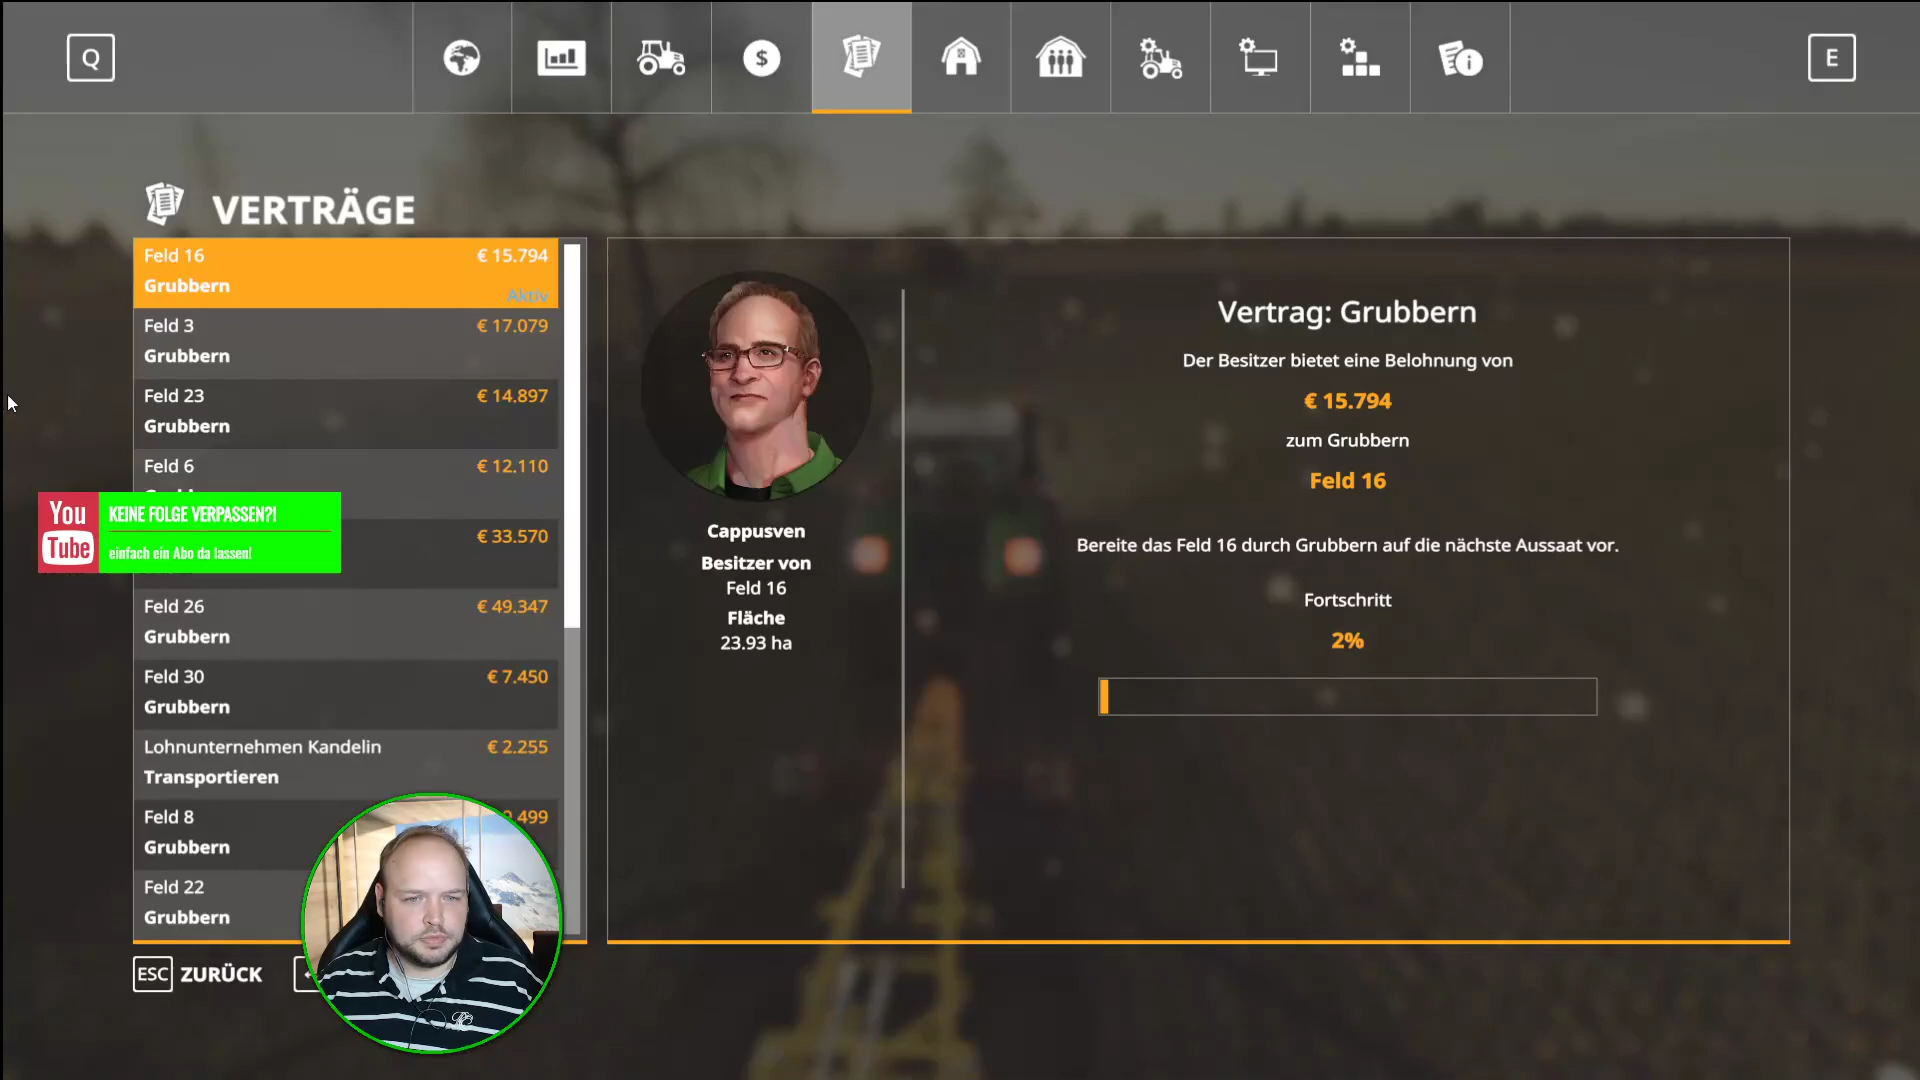 Q
$
E
VERTRÄGE
Feld 16 € 15.794
Grubbern Aktiv
Feld 3 € 17.079
Grubbern
Feld 23 € 14.897
Grubbern
Feld 6 € 12.110
You
Tube
KEINE FOLGE VERPASSEN?!
einfach ein Abo da lassen!
€ 33.570
Feld 26 € 49.347
Grubbern
Feld 30 € 7.450
Grubbern
Lohnunternehmen Kandelin € 2.255
Transportieren
Feld 8 499
Grubbern
Feld 22
Grubbern
ESC ZURÜCK
Cappusven
Besitzer von
Feld 16
Fläche
23.93 ha
Vertrag: Grubbern
Der Besitzer bietet eine Belohnung von
€ 15.794
zum Grubbern
Feld 16
Bereite das Feld 16 durch Grubbern auf die nächste Aussaat vor.
Fortschritt
2%